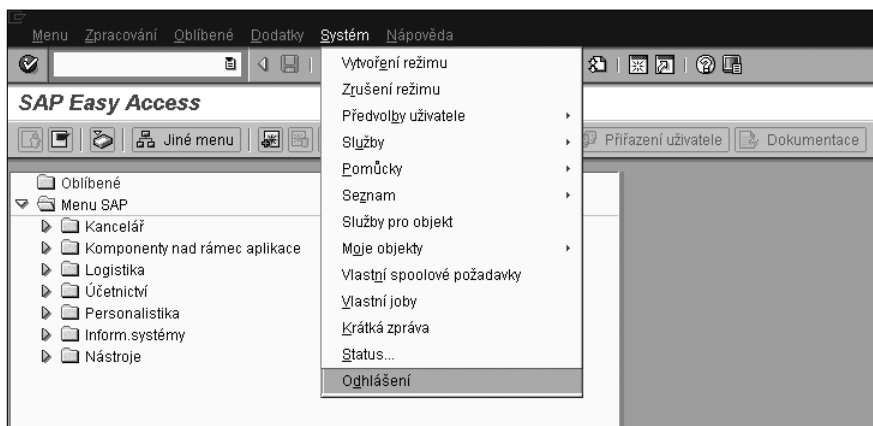 Menu Zpracování Oblíbené Dodatky Systém Nápověda
SAP Easy Access
Jiné menu Přiřazení uživatele Dokumentace
Vytvoření režimu
Zrušení režimu
Předvolby uživatele
Služby
Pomůcky
Seznam
Služby pro objekt
Moje objekty
Vlastní spoolové požadavky
Vlastní joby
Krátká zpráva
Status...
Odhlášení
Oblíbené
Menu SAP
Kancelář
Komponenty nad rámec aplikace
Logistika
Účetnictví
Personalistika
Inform.systémy
Nástroje